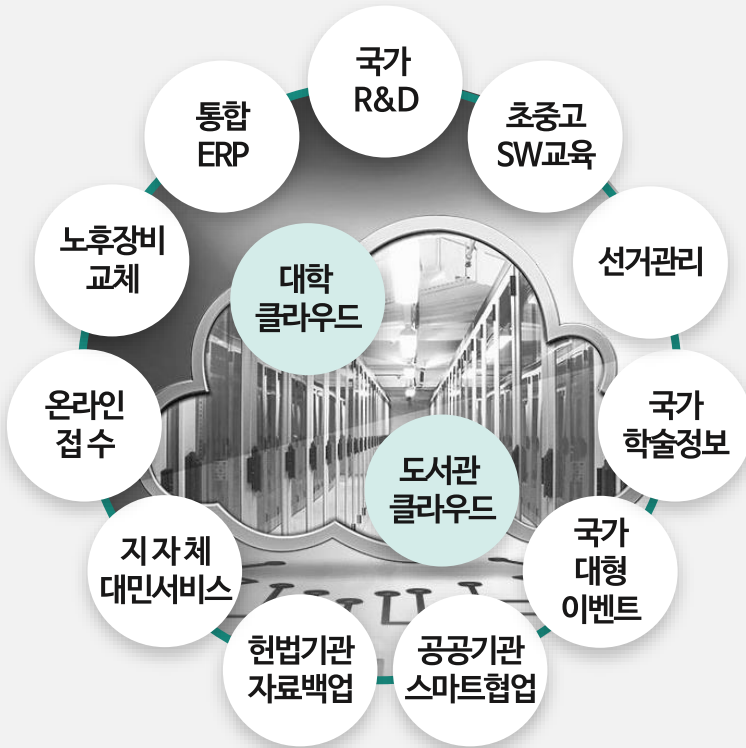 국가
R&D
초중고
SW교육
선거관리
국가
학술정보
국가
대형
이벤트
공공기관
스마트협업
헌법기관
자료백업
지 자 체
대민서비스
온라인
접 수
노후장비
교체
통합
ERP
대학
클라우드
도서관
클라우드